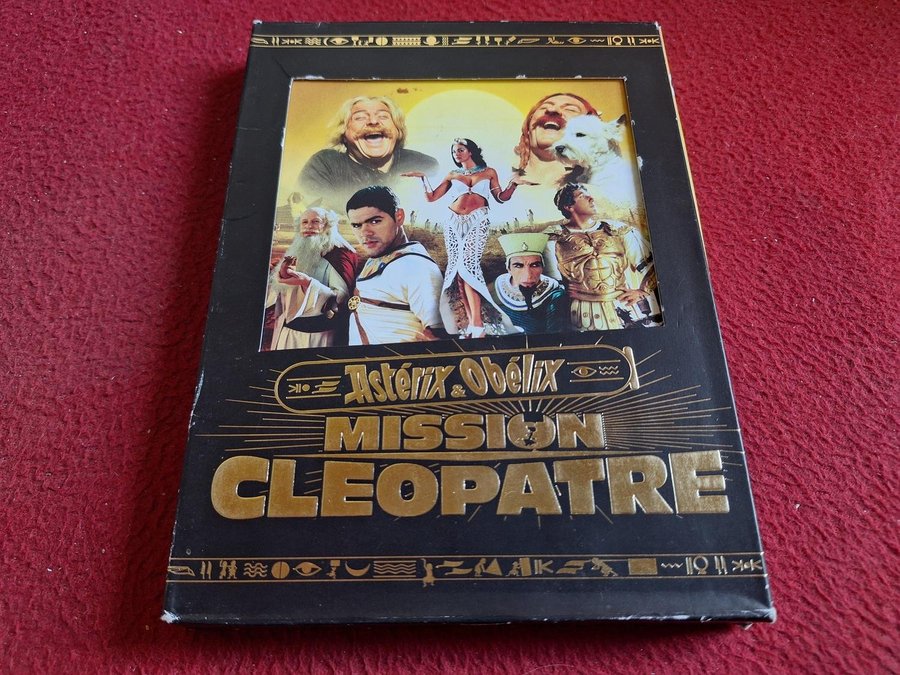 Astérix & Obélix
MISSION
CLEOPATRE